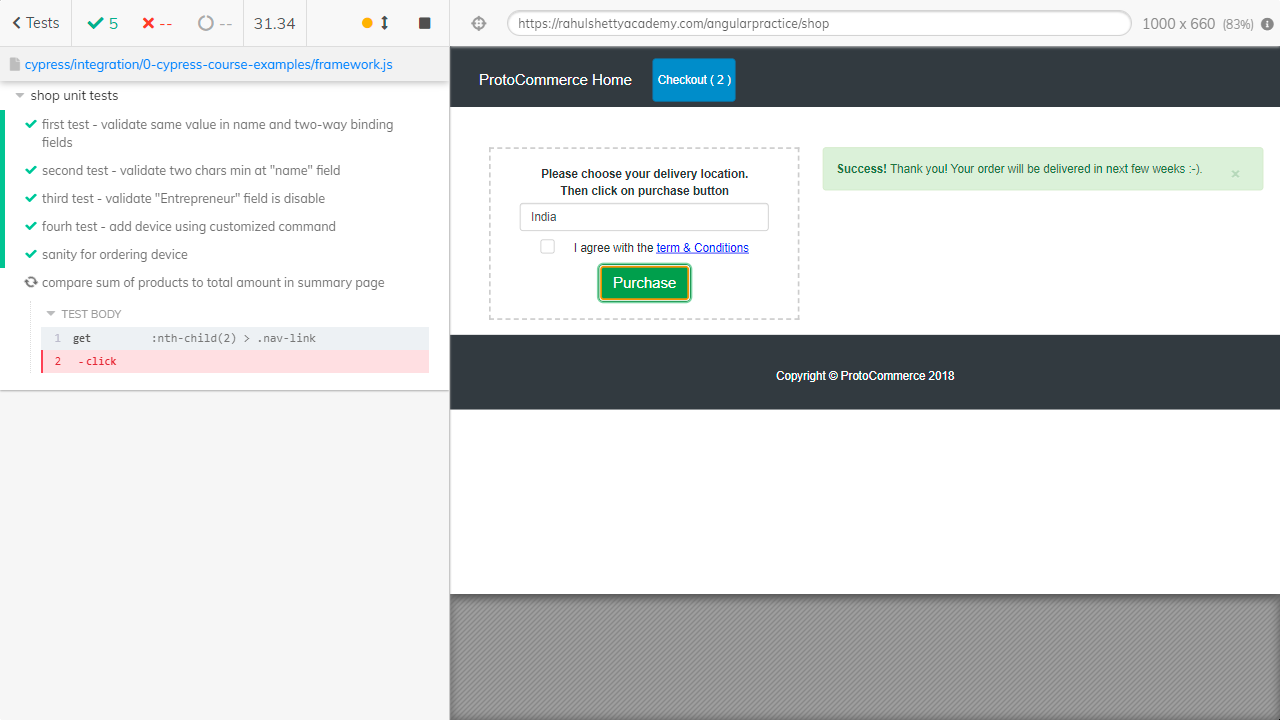 Tests
5
--
--
31.34
https://rahulshettyacademy.com/angularpractice/shop
1000 x 660 (83%)
cypress/integration/0-cypress-course-examples/framework.js
shop unit tests
first test - validate same value in name and two-way binding
fields
second test - validate two chars min at "name" field
third test - validate "Entrepreneur" field is disable
fourh test - add device using customized command
sanity for ordering device
compare sum of products to total amount in summary page
TEST BODY
1 get :nth-child(2) > .nav-link
2 -click
ProtoCommerce Home
Checkout ( 2 )
Please choose your delivery location.
Then click on purchase button
India
I agree with the term & Conditions
Purchase
Success! Thank you! Your order will be delivered in next few weeks :-).
×
Copyright © ProtoCommerce 2018